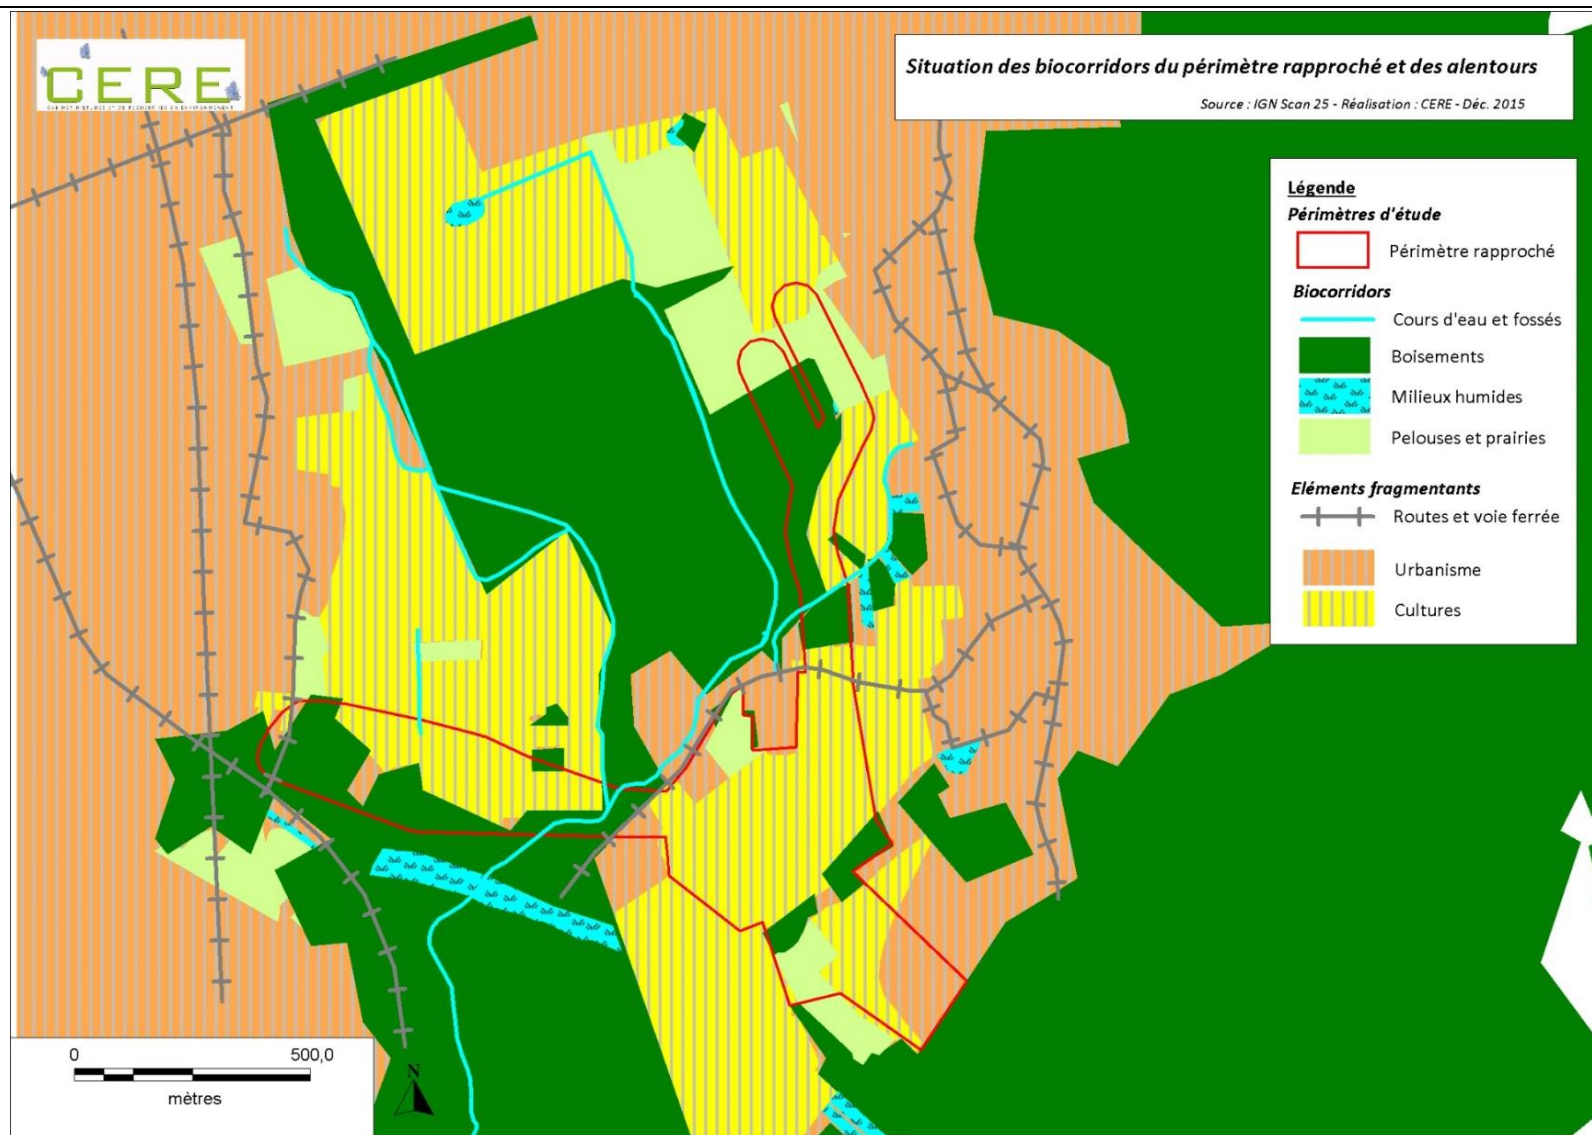 CERE
Situation des biocorridors du périmètre rapproché et des alentours
Source : IGN Scan 25 - Réalisation : CERE - Déc. 2015
Légende
Périmètres d'étude
Périmètre rapproché
Biocorridors
Cours d'eau et fossés
Boisements
Milieux humides
Pelouses et prairies
Eléments fragmentants
Routes et voie ferrée
Urbanisme
Cultures
0 500,0
mètres
N